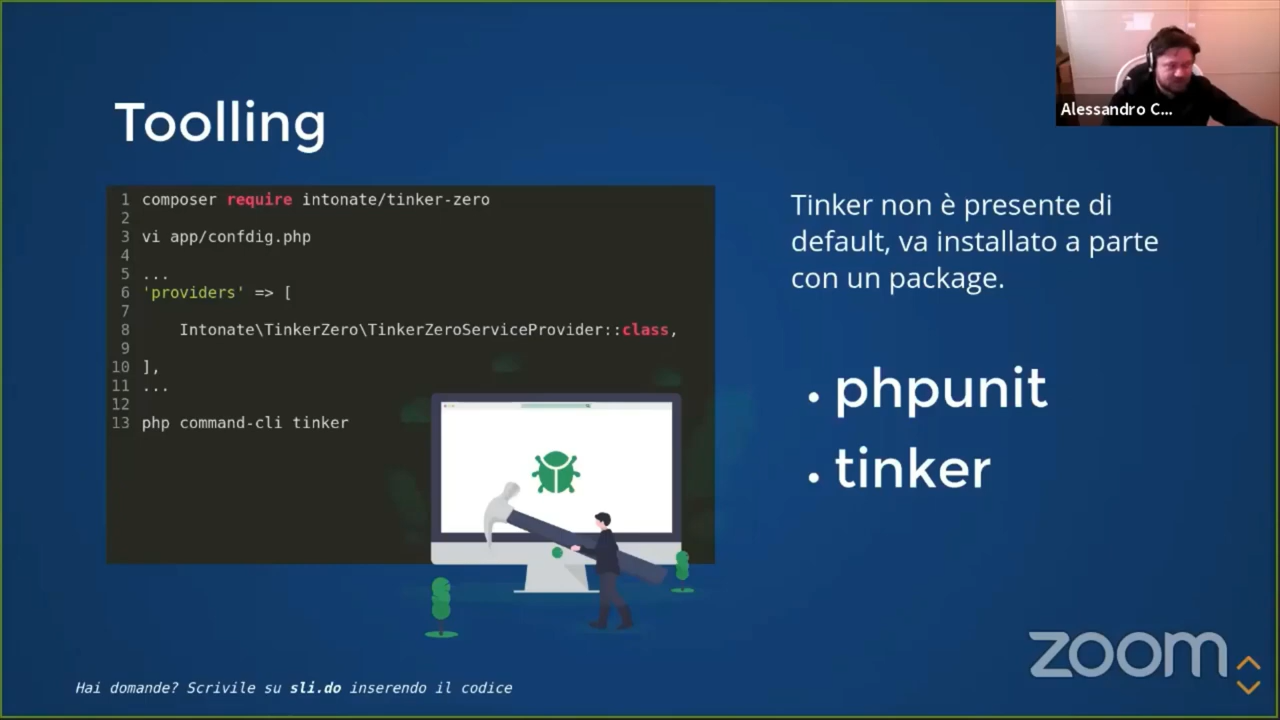 Alessandro C...
Toolling
1 composer require intonate/tinker-zero
2
3 vi app/confdig.php
4
5 ...
6 'providers' => [
7
8 Intonate\TinkerZero\TinkerZeroServiceProvider::class,
9
10 ],
11 ...
12
13 php command-cli tinker
Tinker non è presente di
default, va installato a parte
con un package.
• phpunit
• tinker
zoom
Hai domande? Scrivile su sli.do inserendo il codice